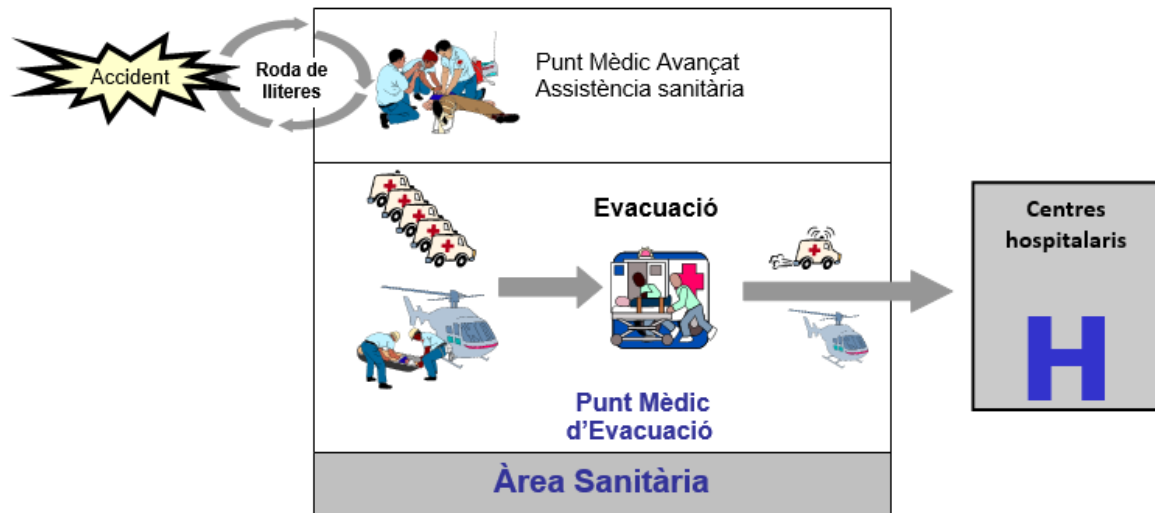 Accident
Roda de
lliteres
Punt Mèdic Avançat
Assistència sanitària
Evacuació
Punt Mèdic
d’Evacuació
Àrea Sanitària
Centres
hospitalaris
H